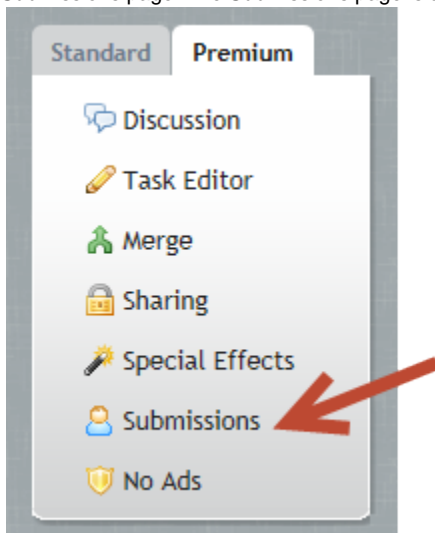 Standard Premium
Discussion
Task Editor
Merge
Sharing
Special Effects
Submissions
No Ads